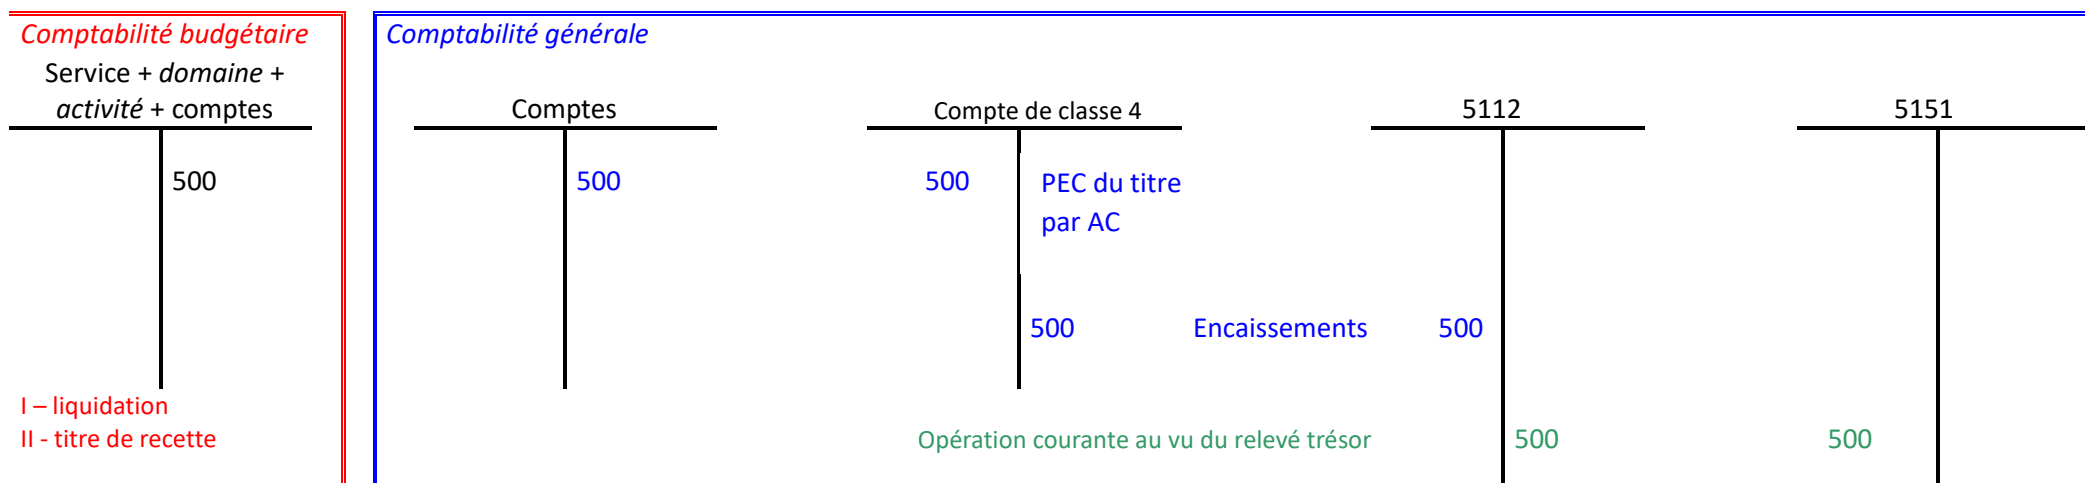 Comptabilité budgétaire
Comptabilité générale
Service + domaine +
activité + comptes
Comptes
Compte de classe 4
5112
5151
500
500
500
PEC du titre
par AC
500
Encaissements
500
I – liquidation
II - titre de recette
Opération courante au vu du relevé trésor
500
500